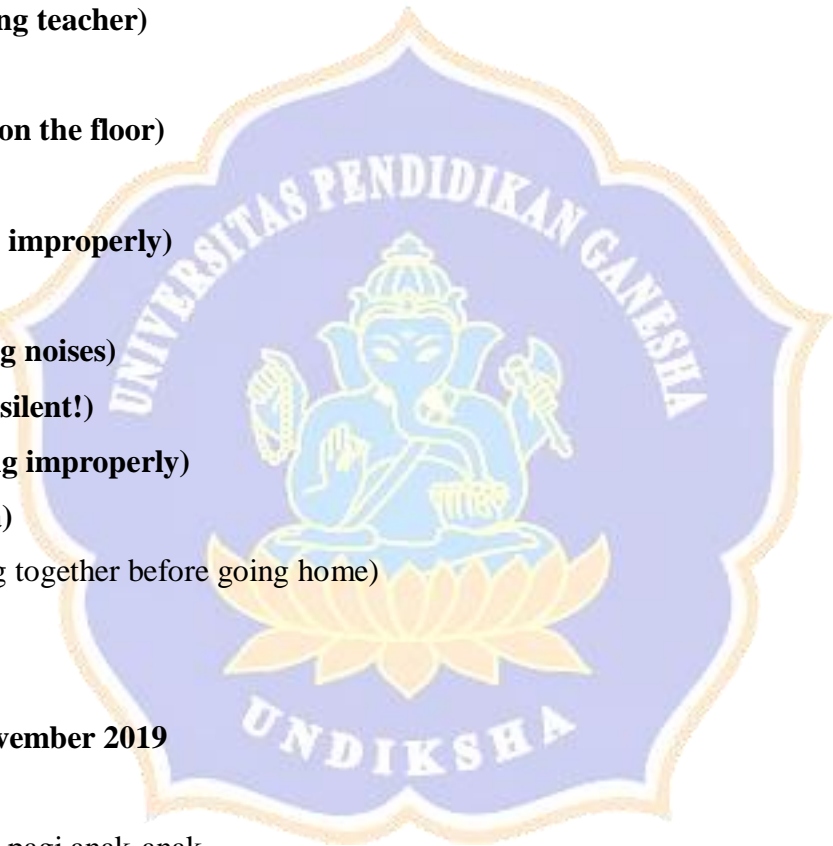 ng teacher)
on the floor)
improperly)
g noises)
silent!)
g improperly)
)
g together before going home)
vember 2019
pagi anak-anak
UNIVERSITAS PENDIDIKAN GANESHA
UNDIKSHA